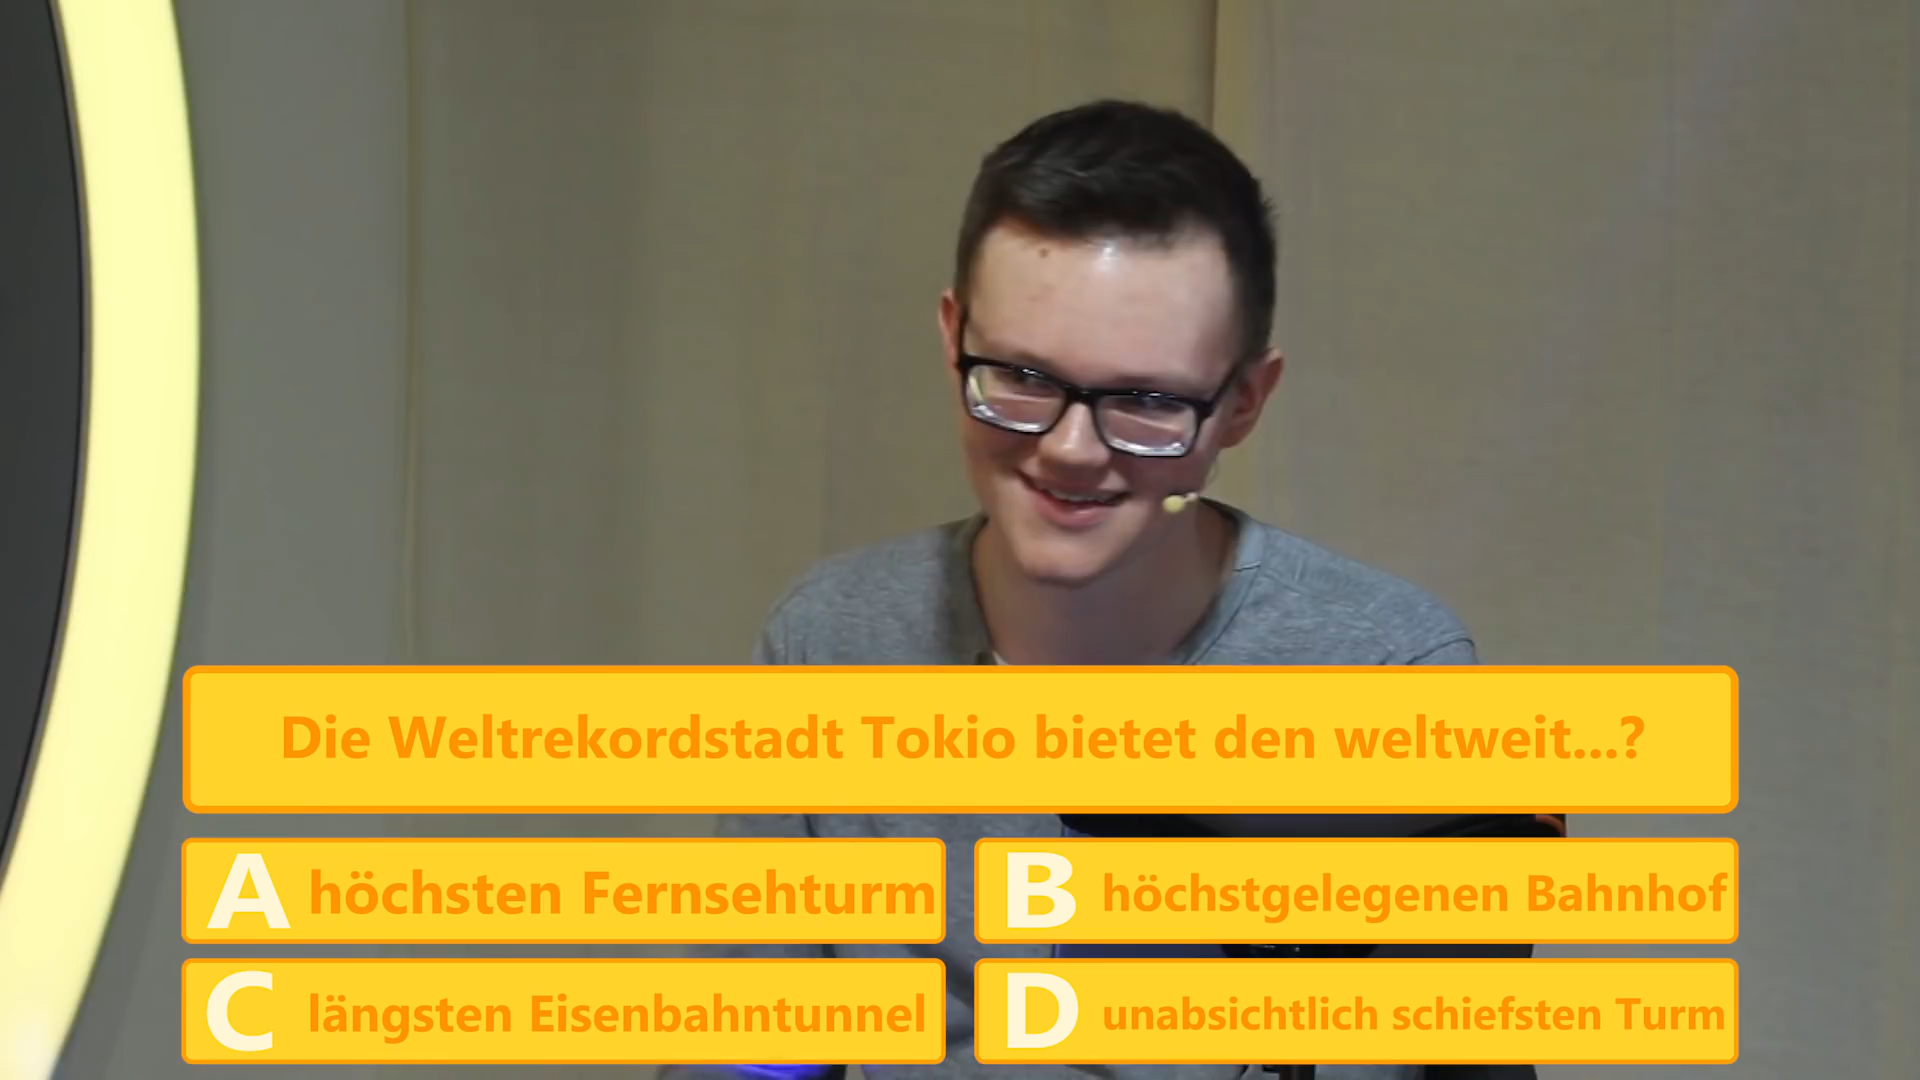 Die Weltrekordstadt Tokio bietet den weltweit...?
A höchsten Fernsehturm
B höchstgelegenen Bahnhof
C längsten Eisenbahntunnel
D unabsichtlich schiefsten Turm